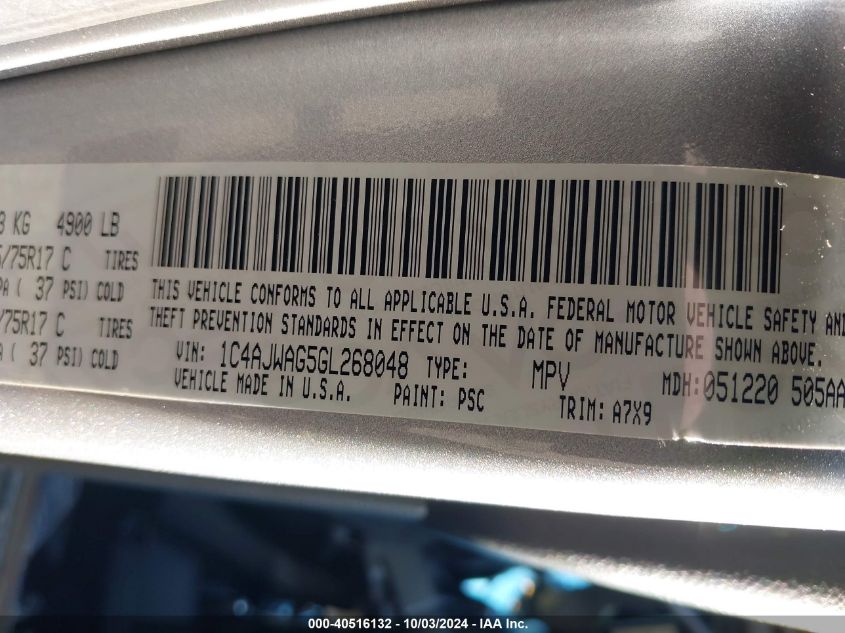 KG 4900 LB
/75R17 C TIRES
PA ( 37 PSI) COLD
/75R17 C TIRES
( 37 PSI) COLD
THIS VEHICLE CONFORMS TO ALL APPLICABLE U.S.A. FEDERAL MOTOR VEHICLE SAFETY AND
THEFT PREVENTION STANDARDS IN EFFECT ON THE DATE OF MANUFACTURE SHOWN ABOVE.
VIN: 1C4AJWAG5GL268048 TYPE: MPV MDH:051220 505AA
VEHICLE MADE IN U.S.A. PAINT: PSC TRIM: A7X9
000-40516132 - 10/03/2024 - IAA Inc.